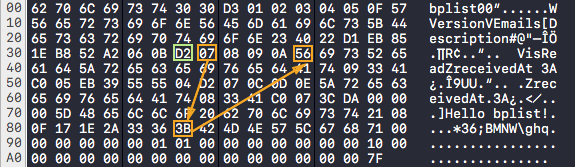 00 62 70 6C 69 73 74 30 30 D3 01 02 03 04 05 0F 57 bplist00”......W
10 56 65 72 73 69 6F 6E 56 45 6D 61 69 6C 73 5B 44 VersionVEmails[D
20 65 73 63 72 69 70 74 69 6F 6E 23 40 22 D1 EB 85 escription#@"—ÎÖ
30 1E B8 52 A2 06 0B D2 07 08 09 0A 56 69 73 52 65 .∏R¢..“.. VisRe
40 61 64 5A 72 65 63 65 69 76 65 64 41 74 09 33 41 adZreceivedAt 3A
50 C0 05 EB 39 55 55 04 D2 07 0C 0D 0E 5A 72 65 63 ¿.Î9UU.“. ..Zrec
60 65 69 76 65 64 41 74 08 33 41 C0 07 3C DA 00 00 eivedAt.3A¿.<⁄..
70 00 5D 48 65 6C 6C 6F 20 62 70 6C 69 73 74 21 08 .]Hello bplist!.
80 0F 17 1E 2A 33 36 3B 42 4D 4E 57 5C 67 68 71 00 ...*36;BMNW\ghq.
90 00 00 00 00 00 01 01 00 00 00 00 00 00 00 10 00 ................
A0 00 00 00 00 00 00 00 00 00 00 00 00 00 00 7F